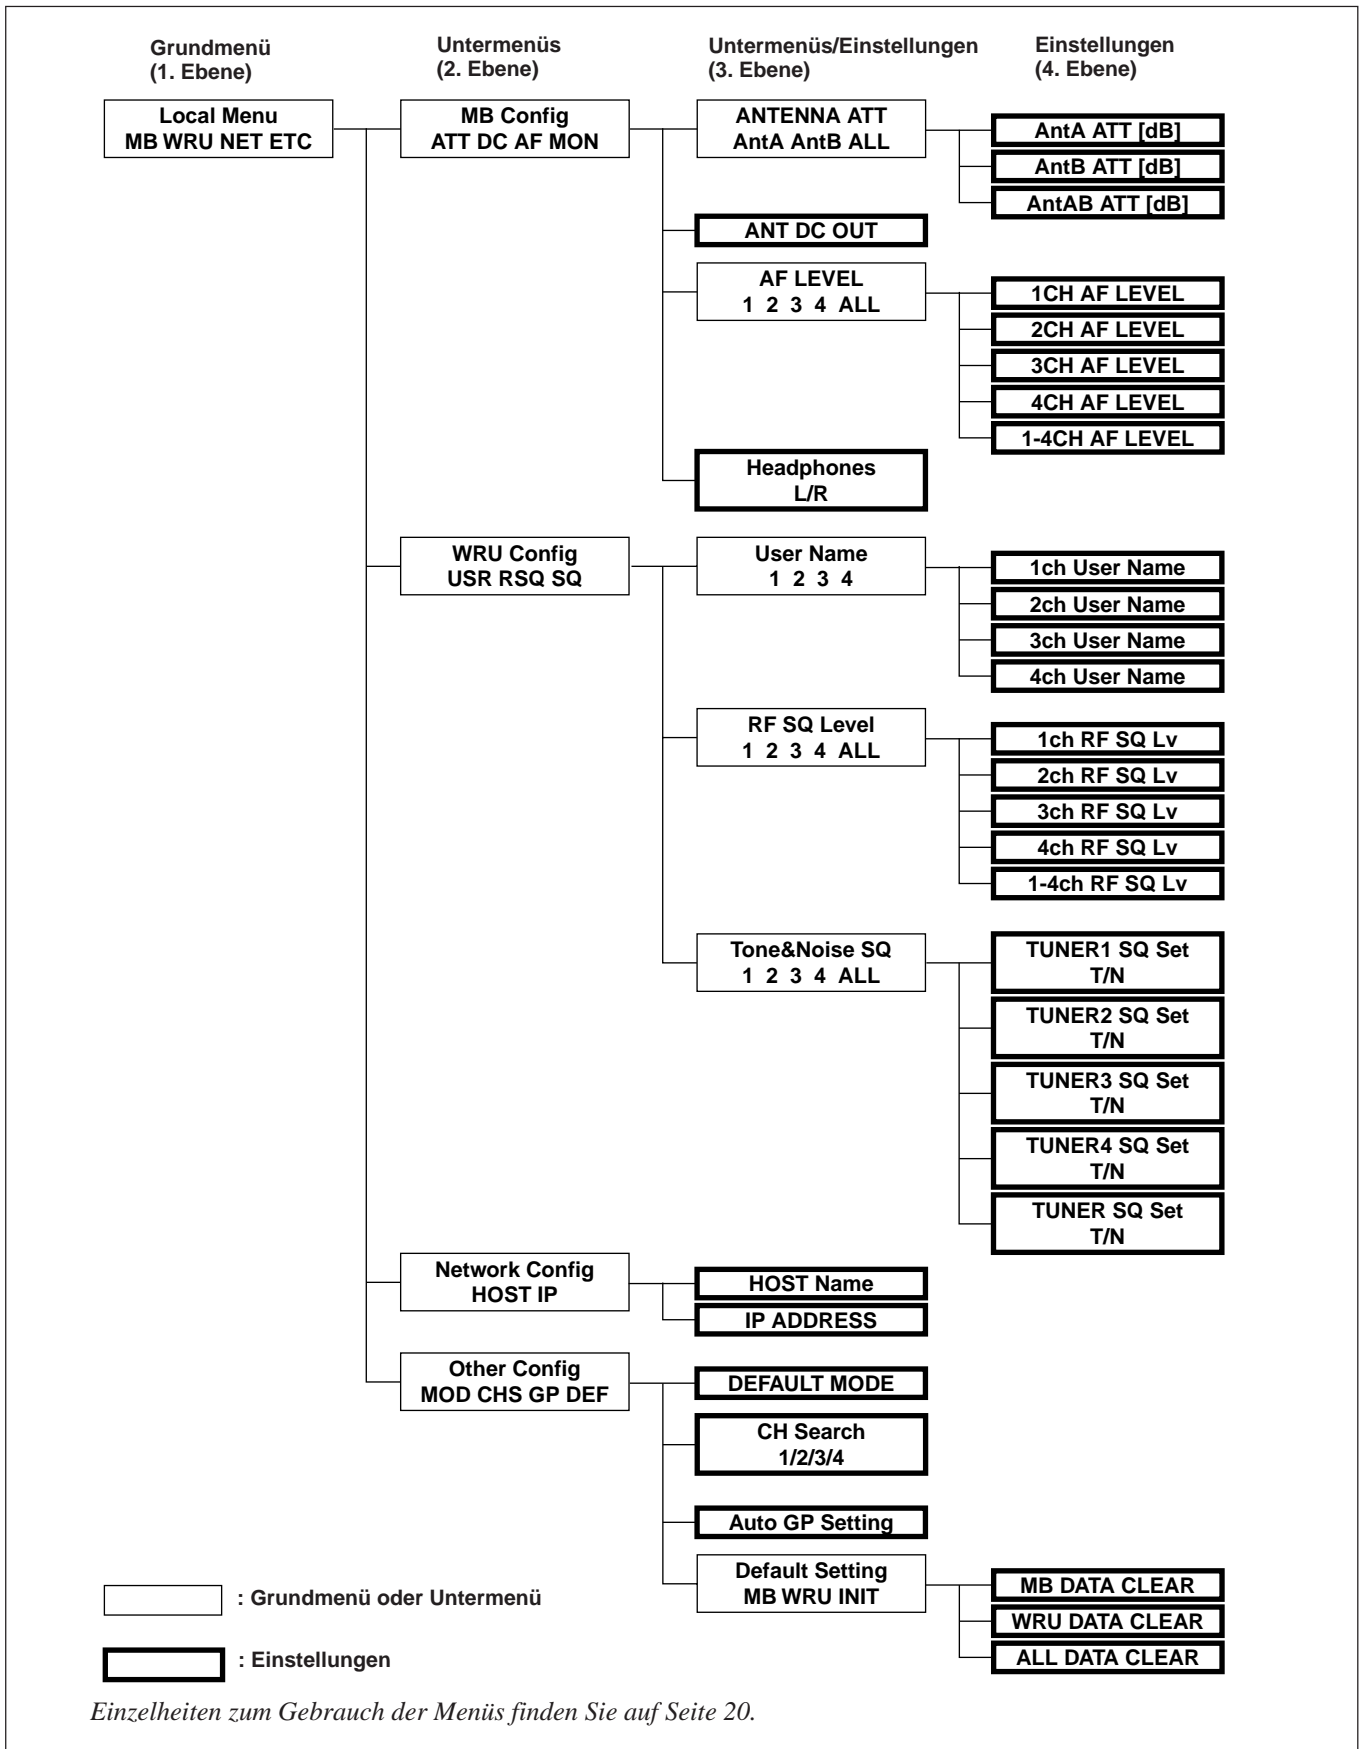 Grundmenü
(1. Ebene)
Untermenüs
(2. Ebene)
Untermenüs/Einstellungen
(3. Ebene)
Einstellungen
(4. Ebene)
Local Menu
MB WRU NET ETC
MB Config
ATT DC AF MON
ANTENNA ATT
AntA AntB ALL
AntA ATT [dB]
AntB ATT [dB]
AntAB ATT [dB]
ANT DC OUT
AF LEVEL
1 2 3 4 ALL
1CH AF LEVEL
2CH AF LEVEL
3CH AF LEVEL
4CH AF LEVEL
1-4CH AF LEVEL
Headphones
L/R
WRU Config
USR RSQ SQ
User Name
1 2 3 4
1ch User Name
2ch User Name
3ch User Name
4ch User Name
RF SQ Level
1 2 3 4 ALL
1ch RF SQ Lv
2ch RF SQ Lv
3ch RF SQ Lv
4ch RF SQ Lv
1-4ch RF SQ Lv
Tone&Noise SQ
1 2 3 4 ALL
TUNER1 SQ Set
T/N
TUNER2 SQ Set
T/N
TUNER3 SQ Set
T/N
TUNER4 SQ Set
T/N
TUNER SQ Set
T/N
Network Config
HOST IP
HOST Name
IP ADDRESS
Other Config
MOD CHS GP DEF
DEFAULT MODE
CH Search
1/2/3/4
Auto GP Setting
Default Setting
MB WRU INIT
MB DATA CLEAR
WRU DATA CLEAR
ALL DATA CLEAR
: Grundmenü oder Untermenü
: Einstellungen
Einzelheiten zum Gebrauch der Menüs finden Sie auf Seite 20.